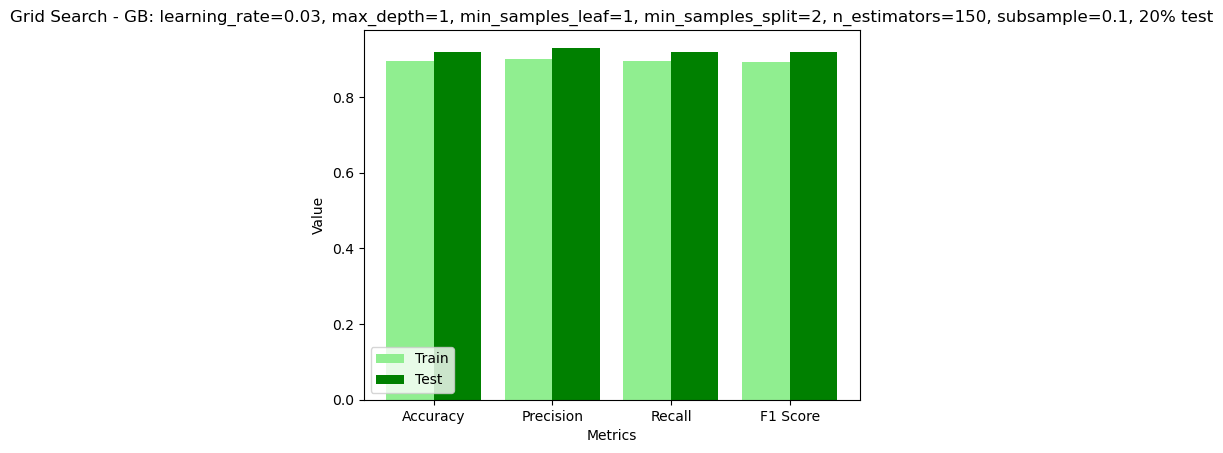 Grid Search - GB: learning_rate=0.03, max_depth=1, min_samples_leaf=1, min_samples_split=2, n_estimators=150, subsample=0.1, 20% test
Value
0.8
0.6
0.4
0.2
0.0
Train
Test
Accuracy Precision Recall F1 Score
Metrics